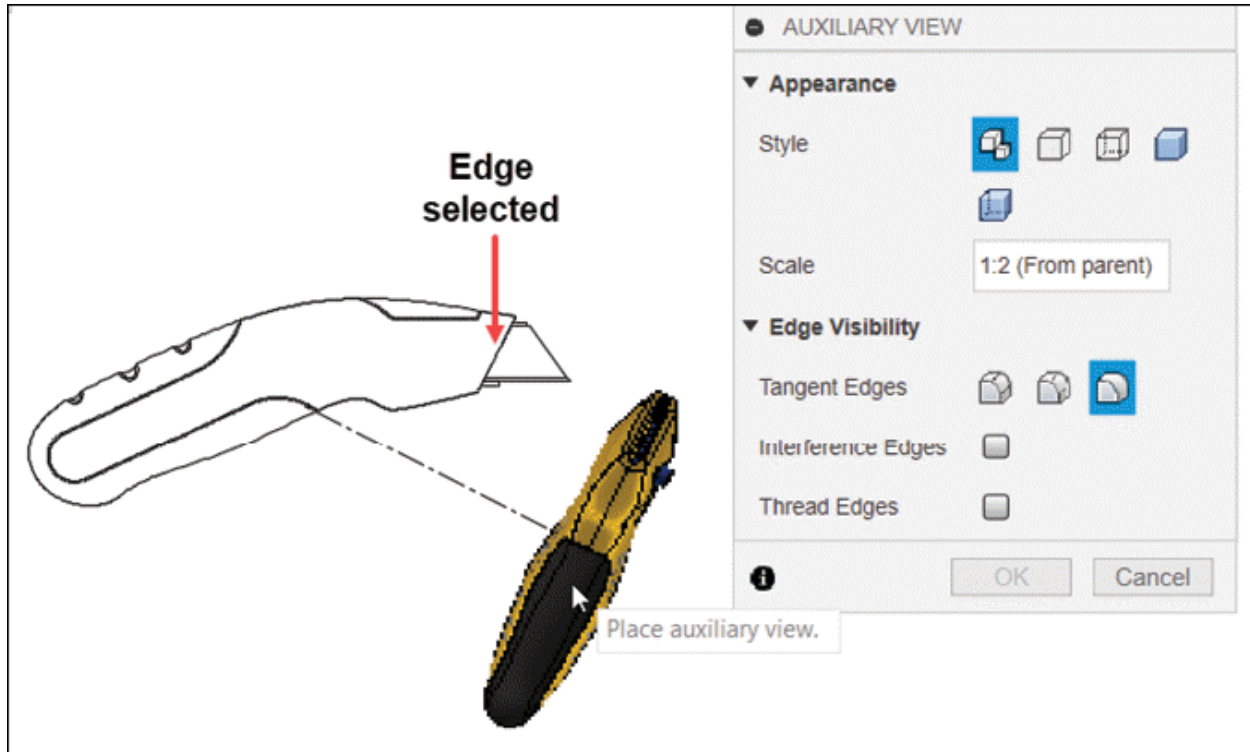 AUXILIARY VIEW
Appearance
Style
Edge
selected
Scale 1:2 (From parent)
Edge Visibility
Tangent Edges
Interference Edges
Thread Edges
OK Cancel
Place auxiliary view.